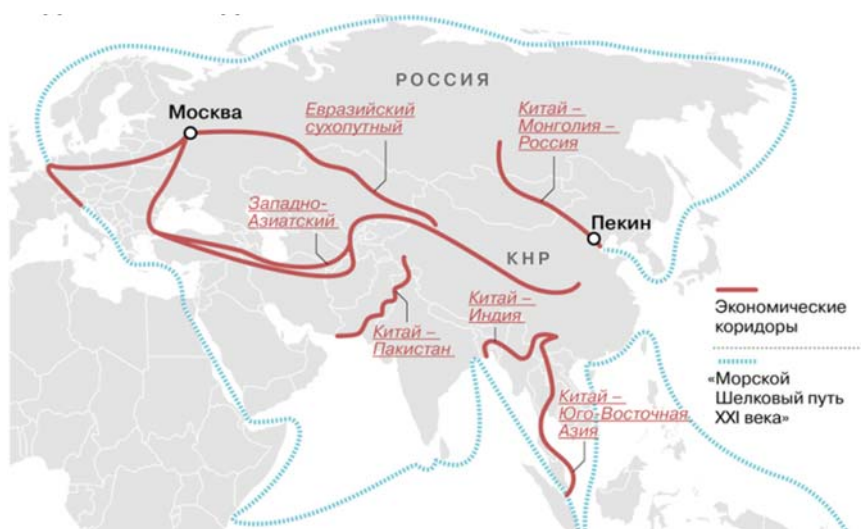 РОССИЯ
Москва
Евразийский
сухопутный
Китай –
Монголия –
Россия
Западно-
Азиатский
Пекин
КНР
Китай –
Индия
Китай –
Пакистан
Китай –
Юго-Восточная
Азия
Экономические
коридоры
«Морской
Шелковый путь
XXI века»